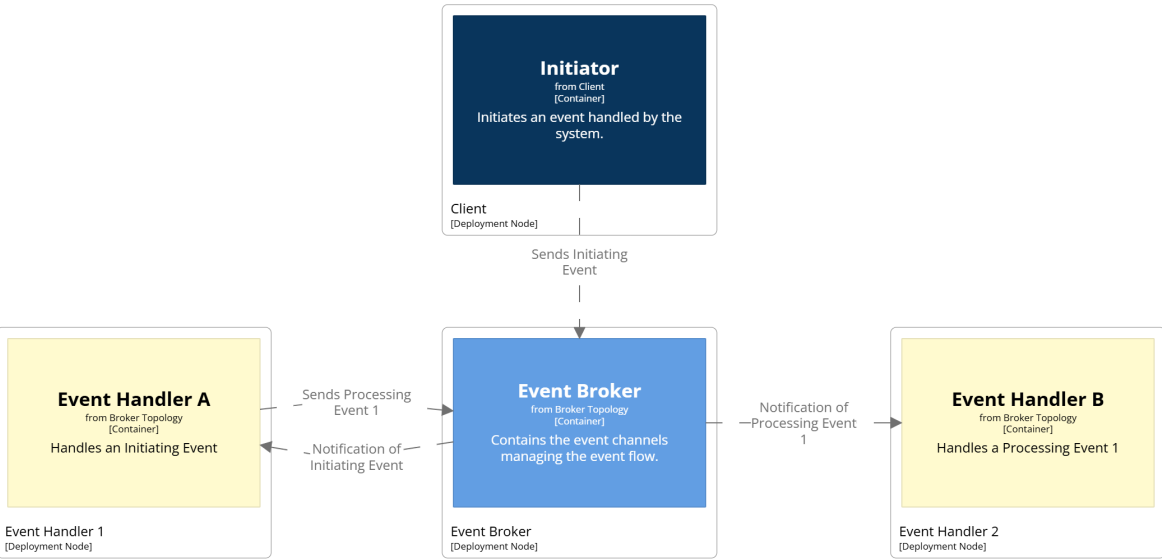 Initiator
from Client
[Container]
Initiates an event handled by the
system.
Client
[Deployment Node]
Sends Initiating
Event
Event Handler A
from Broker Topology
[Container]
Handles an Initiating Event
Event Handler 1
[Deployment Node]
Sends Processing
Event 1
Notification of
Initiating Event
Event Broker
from Broker Topology
[Container]
Contains the event channels
managing the event flow.
Event Broker
[Deployment Node]
Notification of
Processing Event
1
Event Handler B
from Broker Topology
[Container]
Handles a Processing Event 1
Event Handler 2
[Deployment Node]